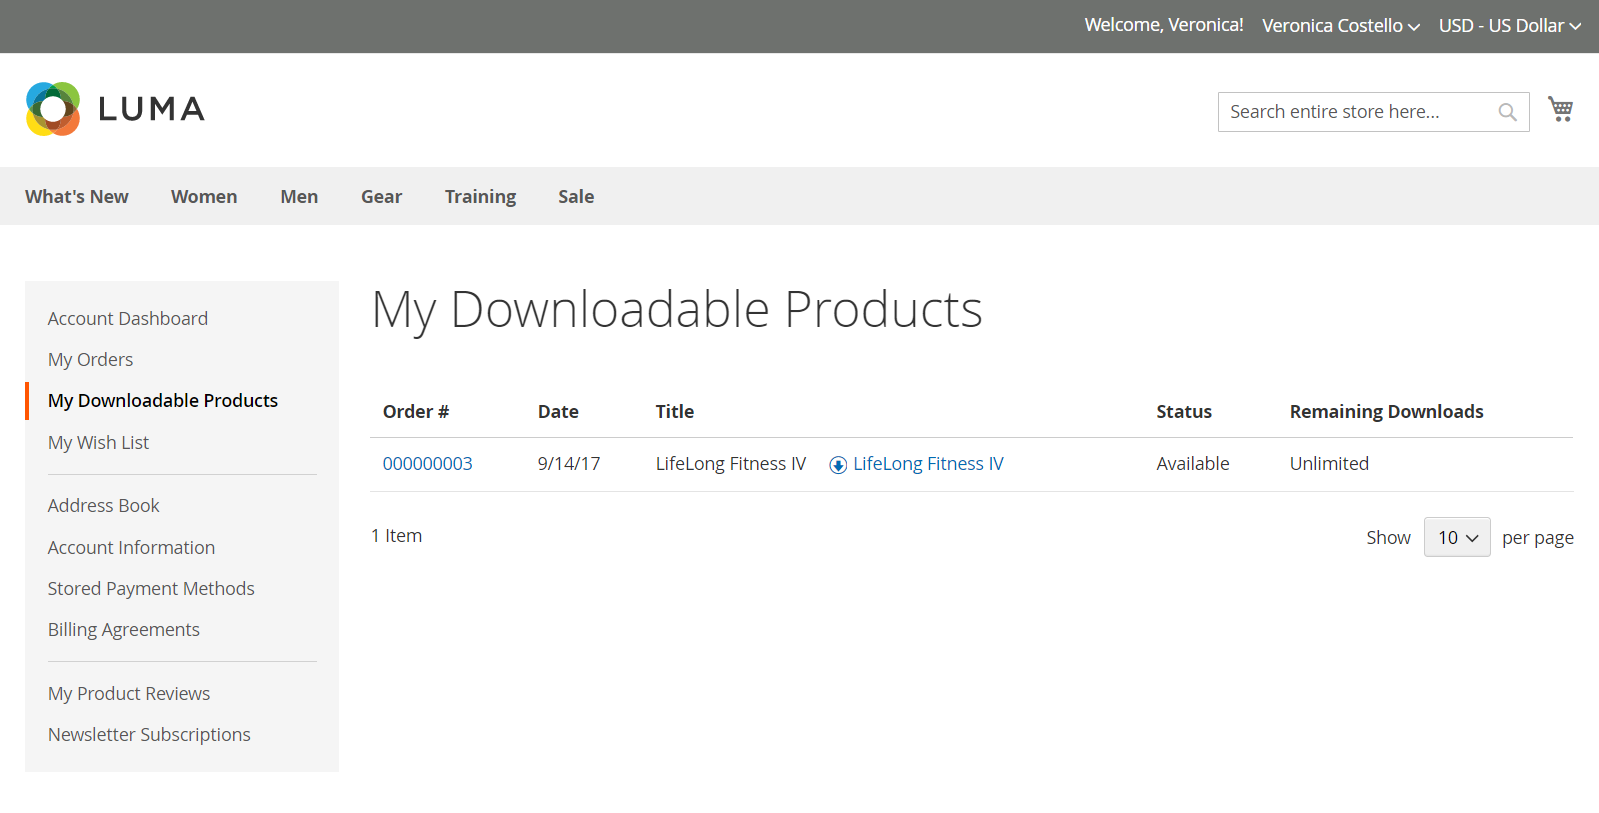 Welcome, Veronica! Veronica Costello USD - US Dollar
LUMA
Search entire store here...
What's New Women Men Gear Training Sale
Account Dashboard
My Orders
My Downloadable Products
My Wish List
Address Book
Account Information
Stored Payment Methods
Billing Agreements
My Product Reviews
Newsletter Subscriptions
My Downloadable Products
Order # Date Title Status Remaining Downloads
000000003 9/14/17 LifeLong Fitness IV LifeLong Fitness IV Available Unlimited
1 Item
Show 10 per page